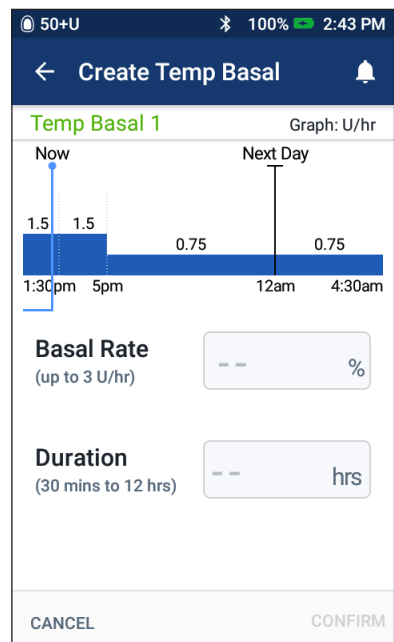 50+U 100% 2:43 PM
Create Temp Basal
Temp Basal 1 Graph: U/hr
Now Next Day
1.5 1.5 0.75 0.75
1:30pm 5pm 12am 4:30am
Basal Rate
(up to 3 U/hr)
-- %
Duration
(30 mins to 12 hrs)
-- hrs
CANCEL CONFIRM